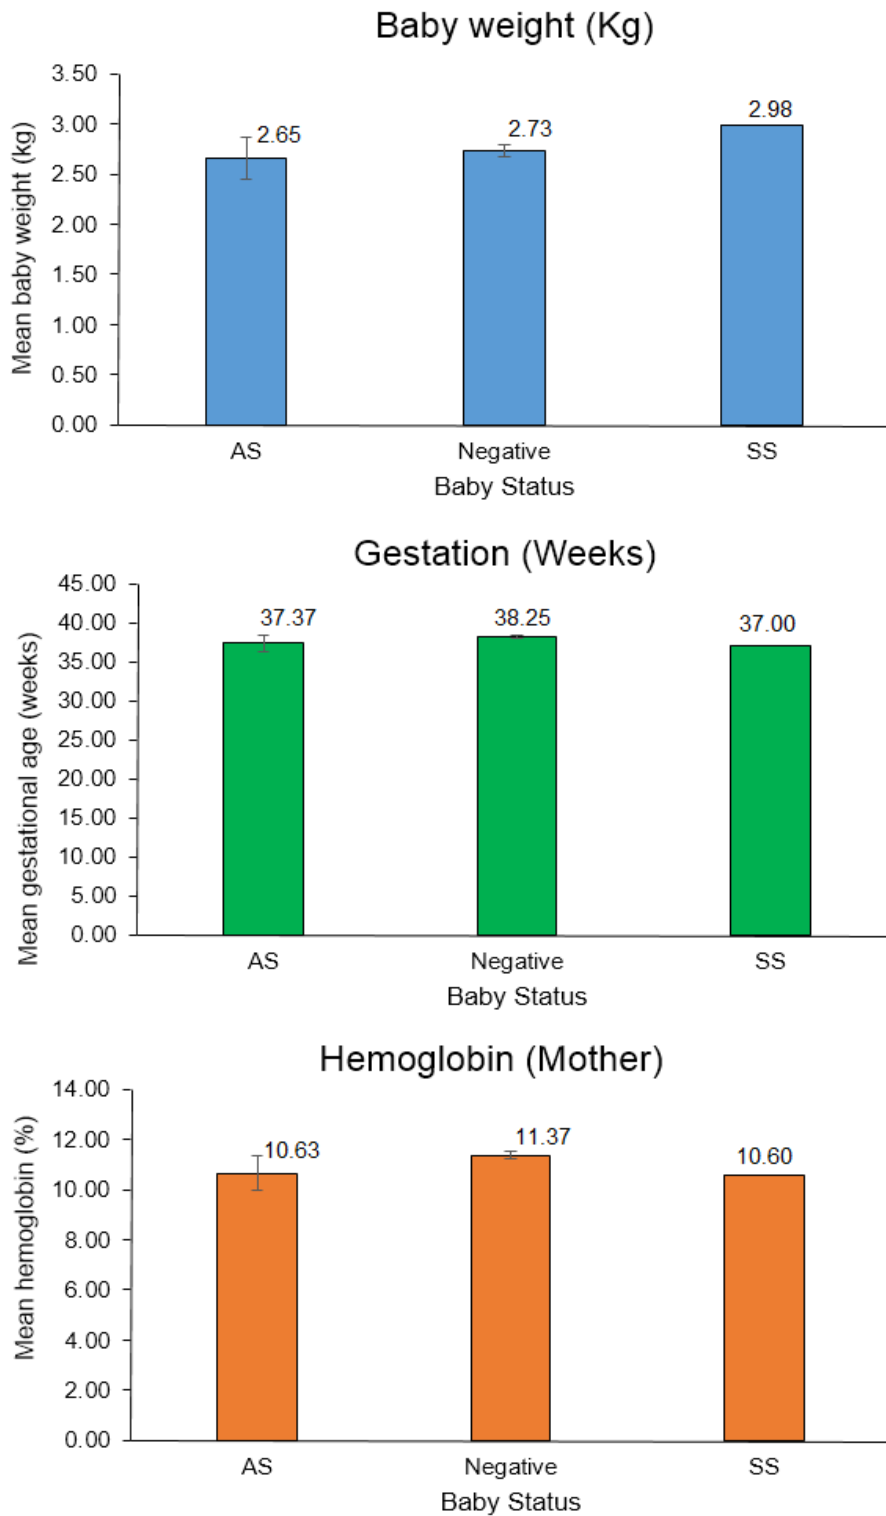 Baby weight (Kg)
Mean baby weight (kg)
3.50
3.00
2.50
2.00
1.50
1.00
0.50
0.00
2.65
2.73
2.98
AS
Negative
SS
Baby Status
Gestation (Weeks)
Mean gestational age (weeks)
45.00
40.00
35.00
30.00
25.00
20.00
15.00
10.00
5.00
0.00
37.37
38.25
37.00
AS
Negative
SS
Baby Status
Hemoglobin (Mother)
Mean hemoglobin (%)
14.00
12.00
10.00
8.00
6.00
4.00
2.00
0.00
10.63
11.37
10.60
AS
Negative
SS
Baby Status